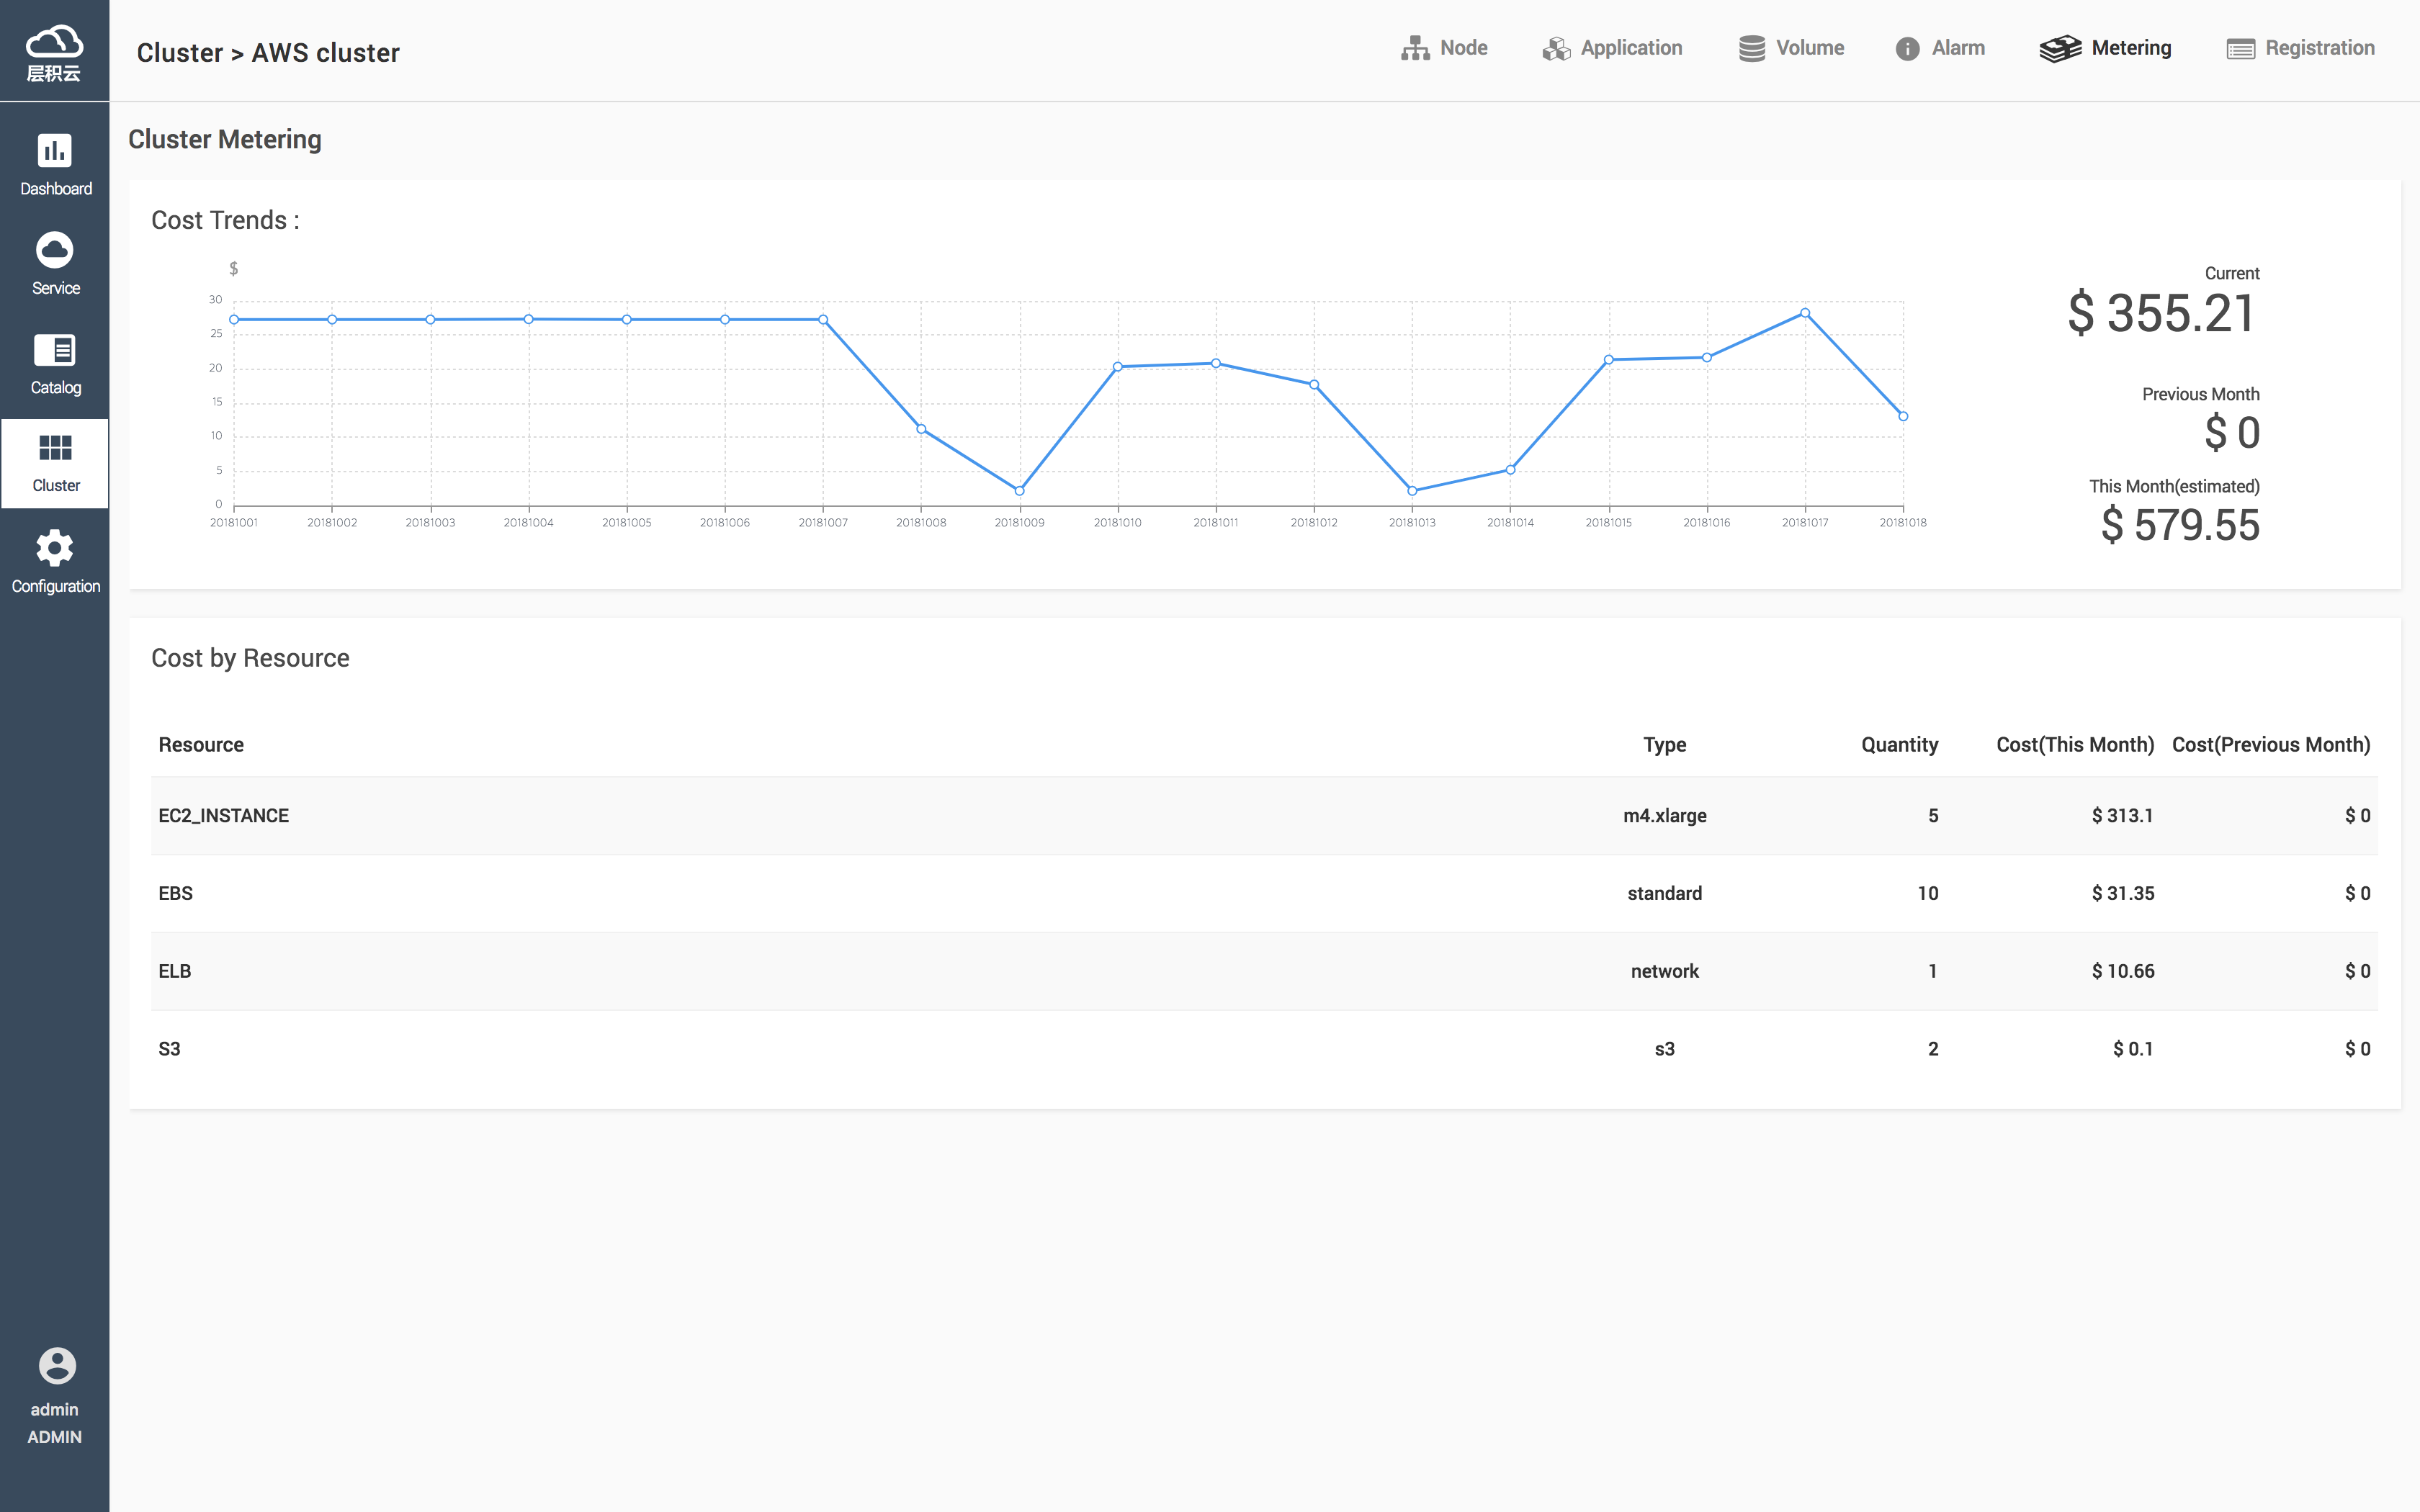 层积云
Cluster > AWS cluster
Node
Application
Volume
Alarm
Metering
Registration
Dashboard
Service
Catalog
Cluster
Configuration
admin
ADMIN
Cluster Metering
Cost Trends :
$
30
25
20
15
10
5
0
20181001 20181002 20181003 20181004 20181005 20181006 20181007 20181008 20181009 20181010 20181011 20181012 20181013 20181014 20181015 20181016 20181017 20181018
Current
$ 355.21
Previous Month
$ 0
This Month(estimated)
$ 579.55
Cost by Resource
Resource Type Quantity Cost(This Month) Cost(Previous Month)
EC2_INSTANCE m4.xlarge 5 $ 313.1 $ 0
EBS standard 10 $ 31.35 $ 0
ELB network 1 $ 10.66 $ 0
S3 s3 2 $ 0.1 $ 0